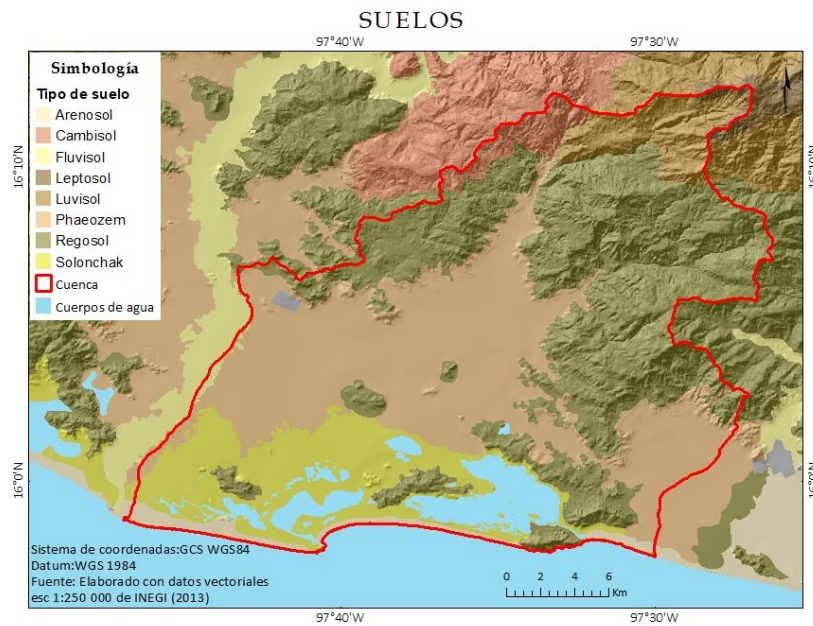 SUELOS
97°40'W
97°30'W
Simbología
Tipo de suelo
Arenosol
Cambisol
Fluvisol
Leptosol
Luvisol
Phaeozem
Regosol
Solonchak
Cuenca
Cuerpos de agua
16°10'N
16°10'N
16°0'N
16°0'N
Sistema de coordenadas:GCS WGS84
Datum:WGS 1984
Fuente: Elaborado con datos vectoriales
esc 1:250 000 de INEGI (2013)
0 2 4 6
Km
97°40'W
97°30'W